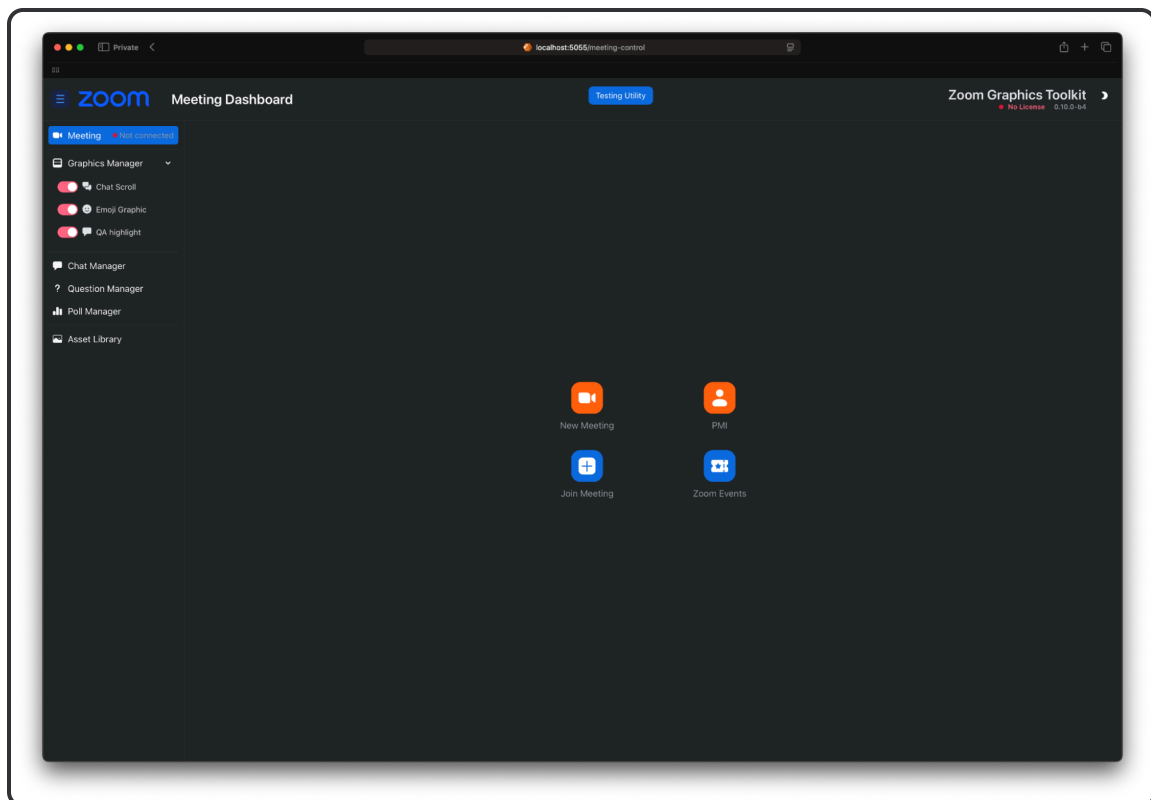 Private
localhost:5055/meeting-control
zoom
Meeting Dashboard
Testing Utility
Zoom Graphics Toolkit
No License 0.10.0-b4
Meeting Not connected
Graphics Manager
Chat Scroll
Emoji Graphic
QA highlight
Chat Manager
? Question Manager
Poll Manager
Asset Library
New Meeting
PMI
Join Meeting
Zoom Events